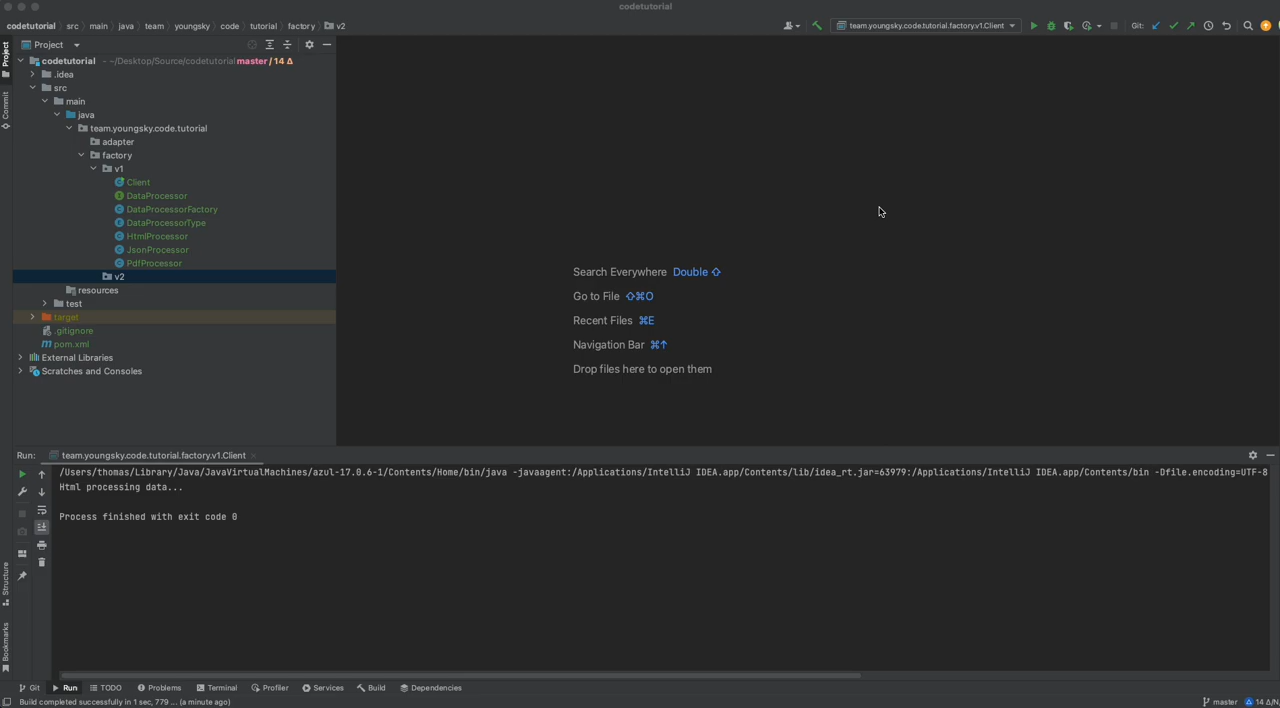 codetutorial
codetutorial src main java team youngsky code tutorial factory v2
team.youngsky.code.tutorial.factory.v1.Client
Git:
Project
Project
Commit
codetutorial - ~/Desktop/Source/codetutorial master / 14 Δ
.idea
src
main
java
team.youngsky.code.tutorial
adapter
factory
v1
Client
DataProcessor
DataProcessorFactory
DataProcessorType
HtmlProcessor
JsonProcessor
PdfProcessor
v2
resources
test
target
.gitignore
pom.xml
External Libraries
Scratches and Consoles
Search Everywhere Double ⇧
Go to File ⇧⌘O
Recent Files ⌘E
Navigation Bar ⌘↑
Drop files here to open them
Run: team.youngsky.code.tutorial.factory.v1.Client
/Users/thomas/Library/Java/JavaVirtualMachines/azul-17.0.6-1/Contents/Home/bin/java -javaagent:/Applications/IntelliJ IDEA.app/Contents/lib/idea_rt.jar=63979:/Applications/IntelliJ IDEA.app/Contents/bin -Dfile.encoding=UTF-8
Html processing data...
Process finished with exit code 0
Structure
Bookmarks
Git Run TODO Problems Terminal Profiler Services Build Dependencies
Build completed successfully in 1 sec, 779 ... (a minute ago)
master 14 Δ/N